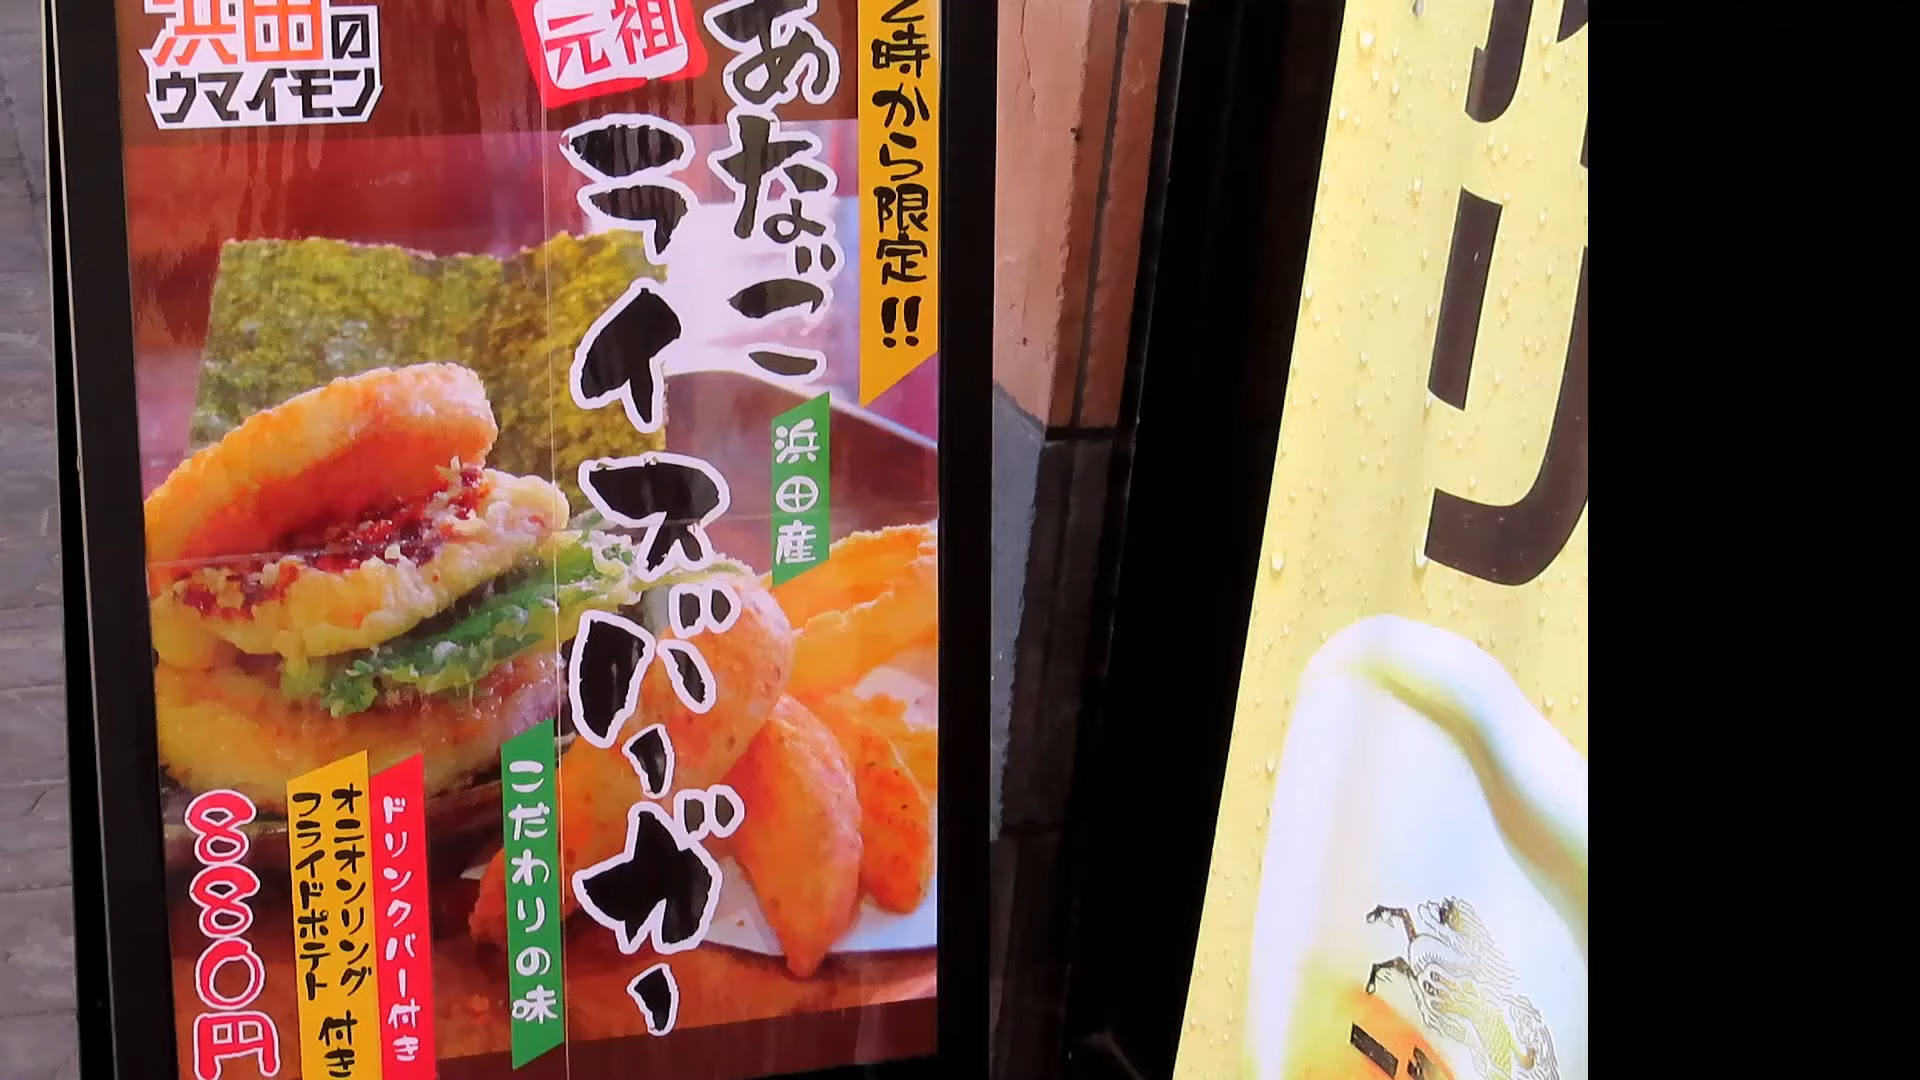 浜田の
ウマイモン
元祖
時から限定!!
あなご
ライスバーガー
浜田産
こだわりの味
ドリンクバー付き
オニオンリング
フライドポテト 付き
880円